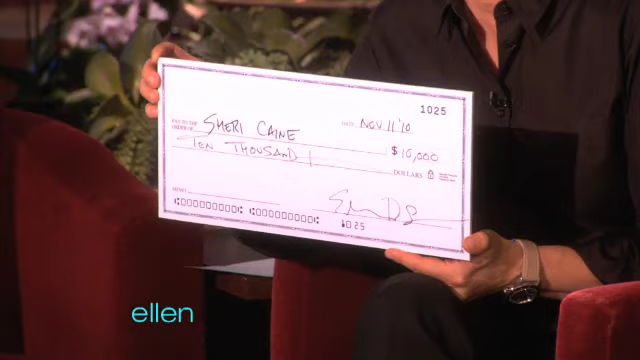 1025
PAY TO THE
ORDER OF SHERI CAINE
DATE NOV 11 '10
TEN THOUSAND
$10,000
DOLLARS
MEMO
1025
ellen